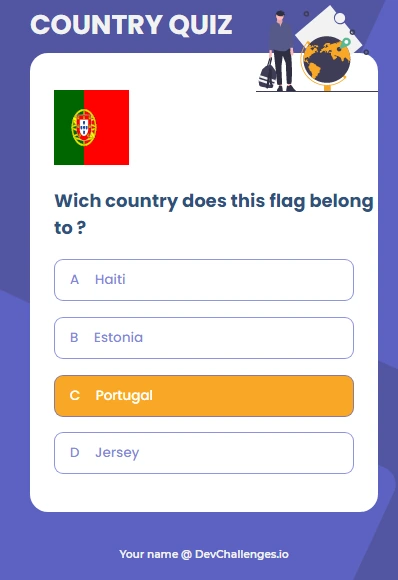 COUNTRY QUIZ
Wich country does this flag belong
to ?
A Haiti
B Estonia
C Portugal
D Jersey
Your name @ DevChallenges.io